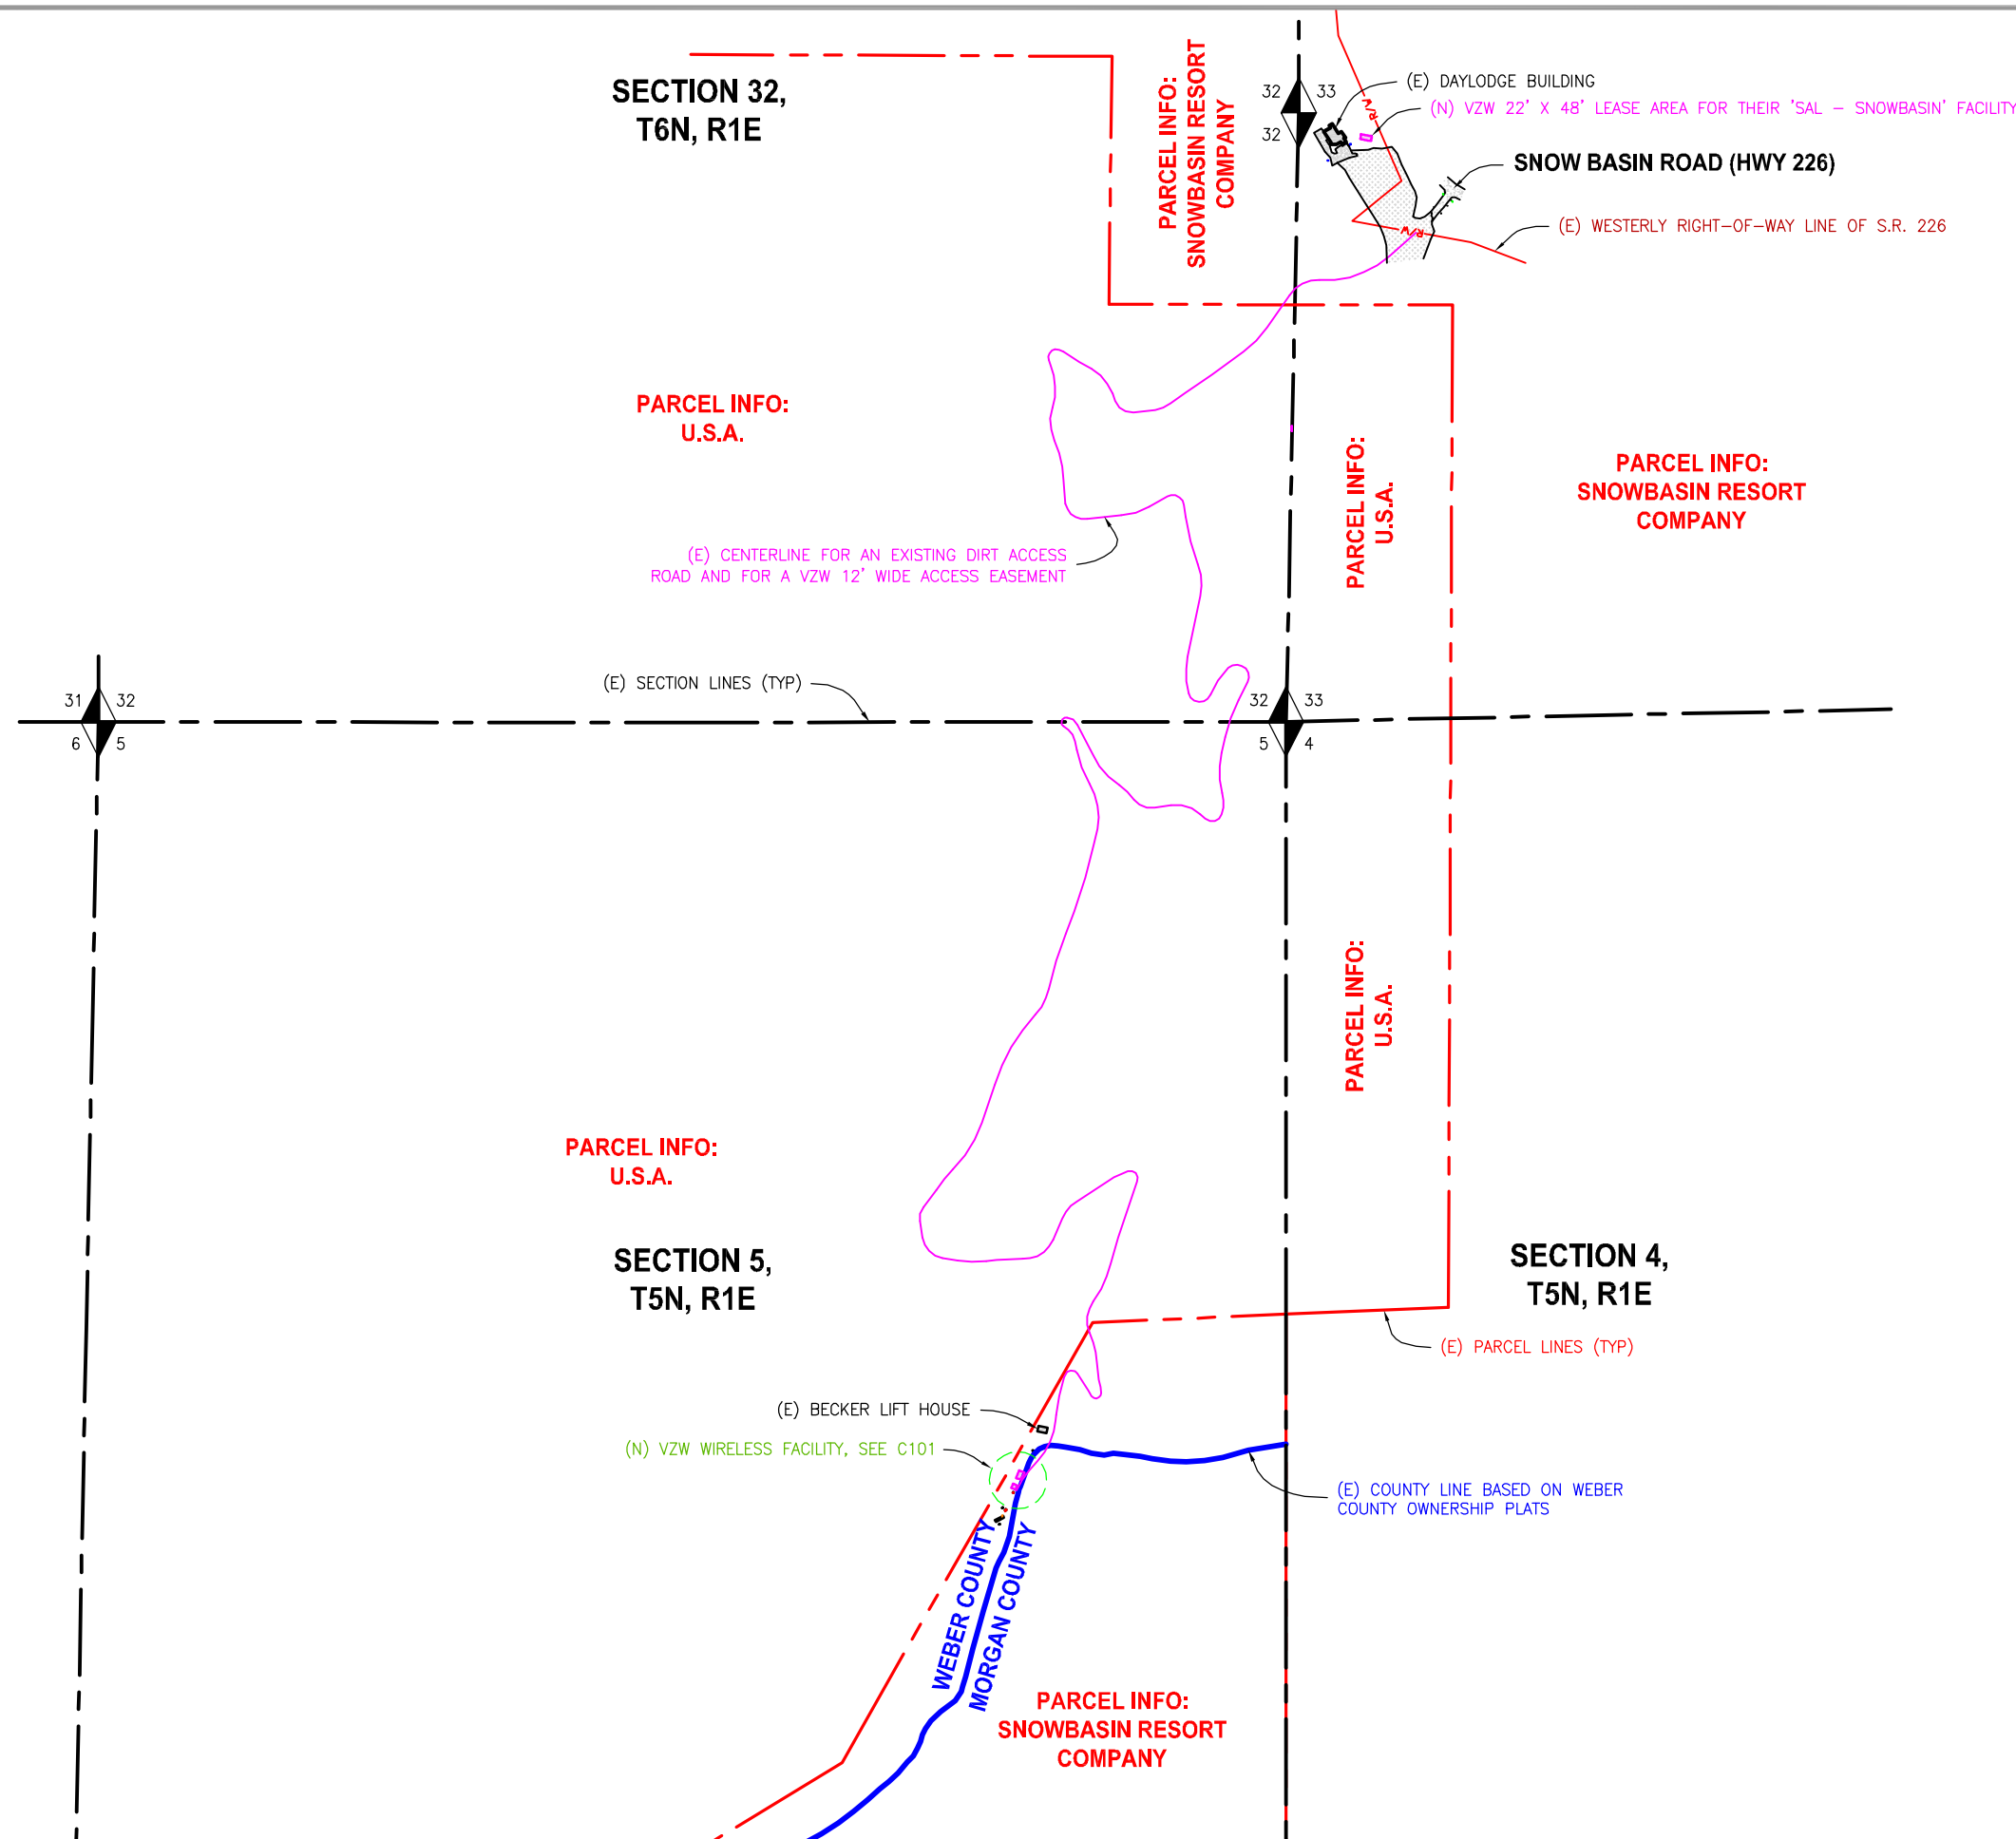 SECTION 32,
T6N, R1E
PARCEL INFO:
SNOWBASIN RESORT
COMPANY
32
33
32
(E) DAYLODGE BUILDING
(N) VZW 22' X 48' LEASE AREA FOR THEIR 'SAL – SNOWBASIN' FACILITY
R/W
SNOW BASIN ROAD (HWY 226)
R/W
(E) WESTERLY RIGHT-OF-WAY LINE OF S.R. 226
PARCEL INFO:
U.S.A.
PARCEL INFO:
U.S.A.
PARCEL INFO:
SNOWBASIN RESORT
COMPANY
(E) CENTERLINE FOR AN EXISTING DIRT ACCESS
ROAD AND FOR A VZW 12' WIDE ACCESS EASEMENT
(E) SECTION LINES (TYP)
31
32
6
5
32
33
5
4
PARCEL INFO:
U.S.A.
PARCEL INFO:
U.S.A.
SECTION 5,
T5N, R1E
SECTION 4,
T5N, R1E
(E) PARCEL LINES (TYP)
(E) BECKER LIFT HOUSE
(N) VZW WIRELESS FACILITY, SEE C101
(E) COUNTY LINE BASED ON WEBER
COUNTY OWNERSHIP PLATS
WEBER COUNTY
MORGAN COUNTY
PARCEL INFO:
SNOWBASIN RESORT
COMPANY